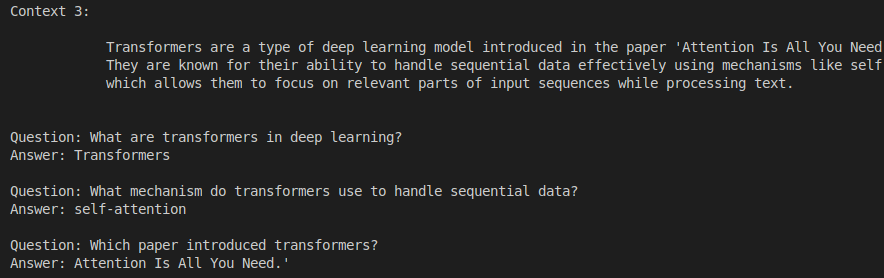 Context 3:
Transformers are a type of deep learning model introduced in the paper 'Attention Is All You Need
They are known for their ability to handle sequential data effectively using mechanisms like self
which allows them to focus on relevant parts of input sequences while processing text.
Question: What are transformers in deep learning?
Answer: Transformers
Question: What mechanism do transformers use to handle sequential data?
Answer: self-attention
Question: Which paper introduced transformers?
Answer: Attention Is All You Need.'